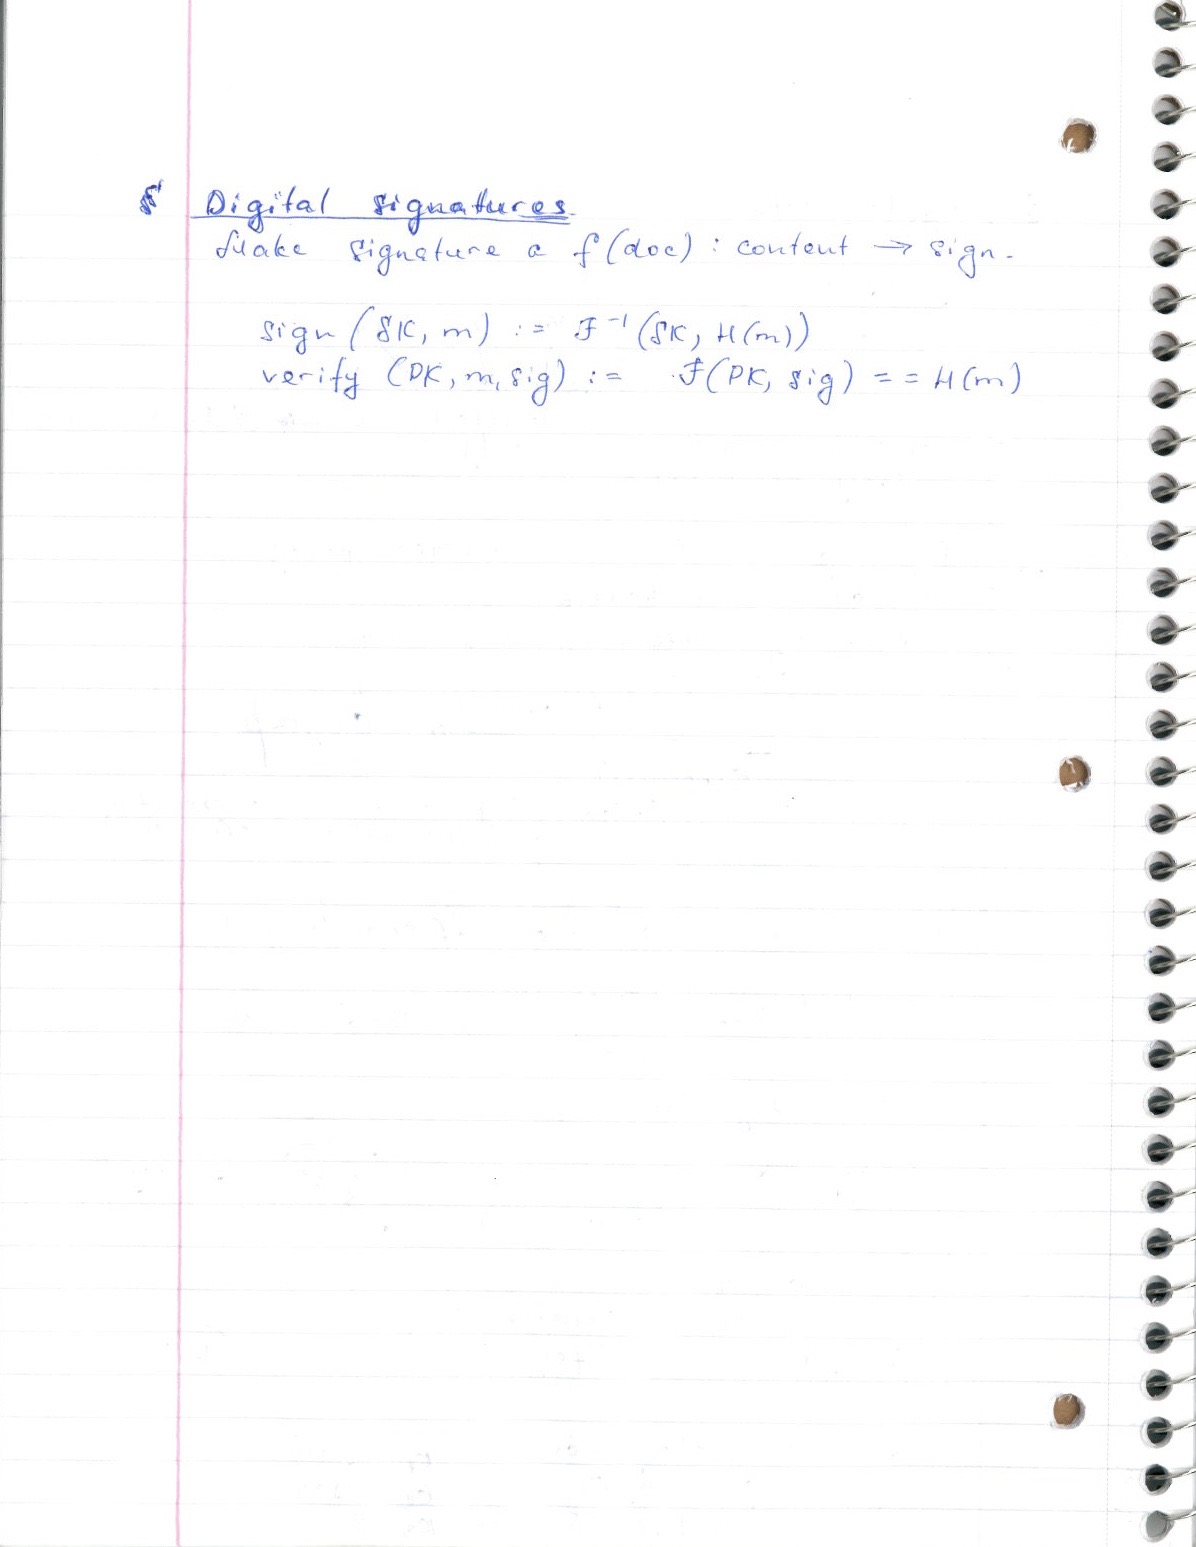 § Digital signatures
Make signature a f(doc) : content → sign.
sign (SK, m) := F⁻¹(SK, H(m))
verify (PK, m, sig) := F(PK, sig) == H(m)